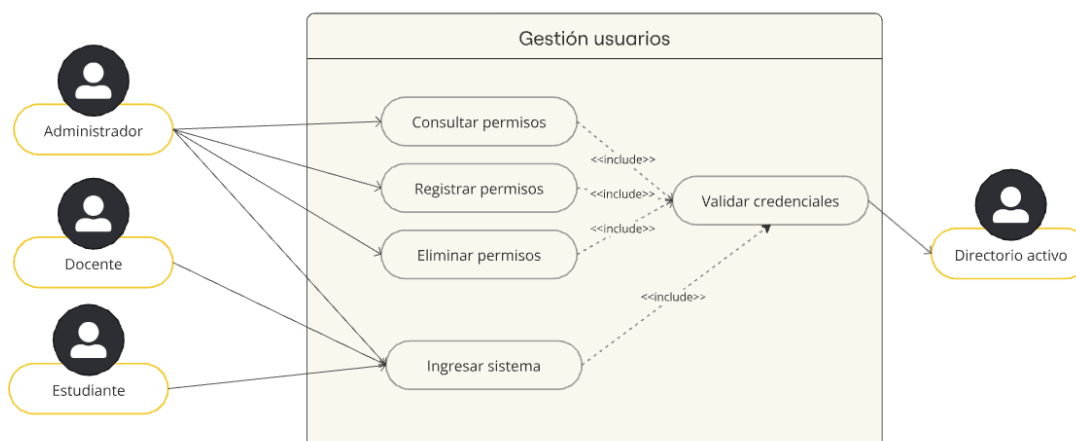 Gestión usuarios
Administrador
Consultar permisos
<<include>>
Registrar permisos
<<include>>
Validar credenciales
<<include>>
Eliminar permisos
Docente
Directorio activo
<<include>>
Ingresar sistema
Estudiante